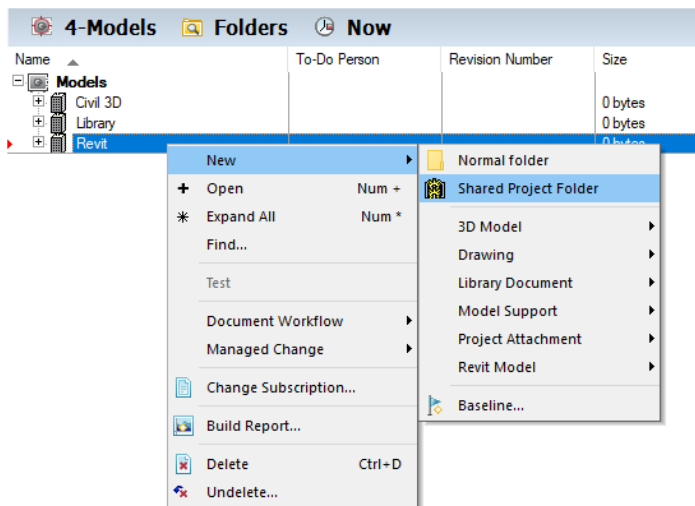 4-Models Folders Now
Name To-Do Person Revision Number Size
Models
Civil 3D 0 bytes
Library 0 bytes
Revit 0 bytes
New
Open Num +
Expand All Num *
Find...
Test
Document Workflow
Managed Change
Change Subscription...
Build Report...
Delete Ctrl+D
Undelete...
Normal folder
Shared Project Folder
3D Model
Drawing
Library Document
Model Support
Project Attachment
Revit Model
Baseline...